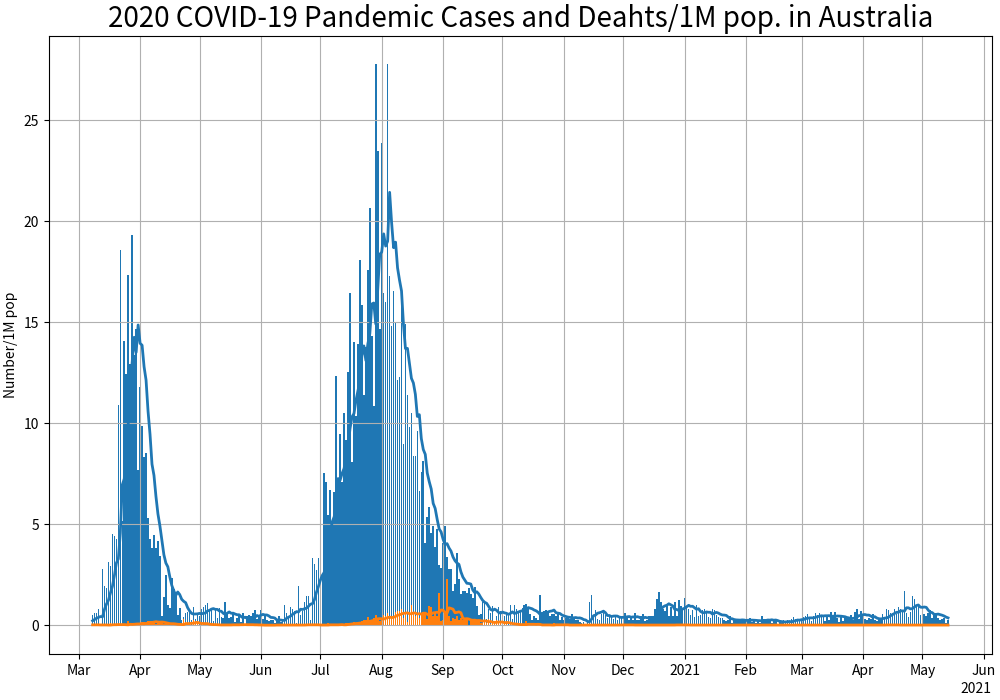 2020 COVID-19 Pandemic Cases and Deahts/1M pop. in Australia
Number/1M pop
25
20
15
10
5
0
Mar Apr May Jun Jul Aug Sep Oct Nov Dec 2021 Feb Mar Apr May Jun
2021